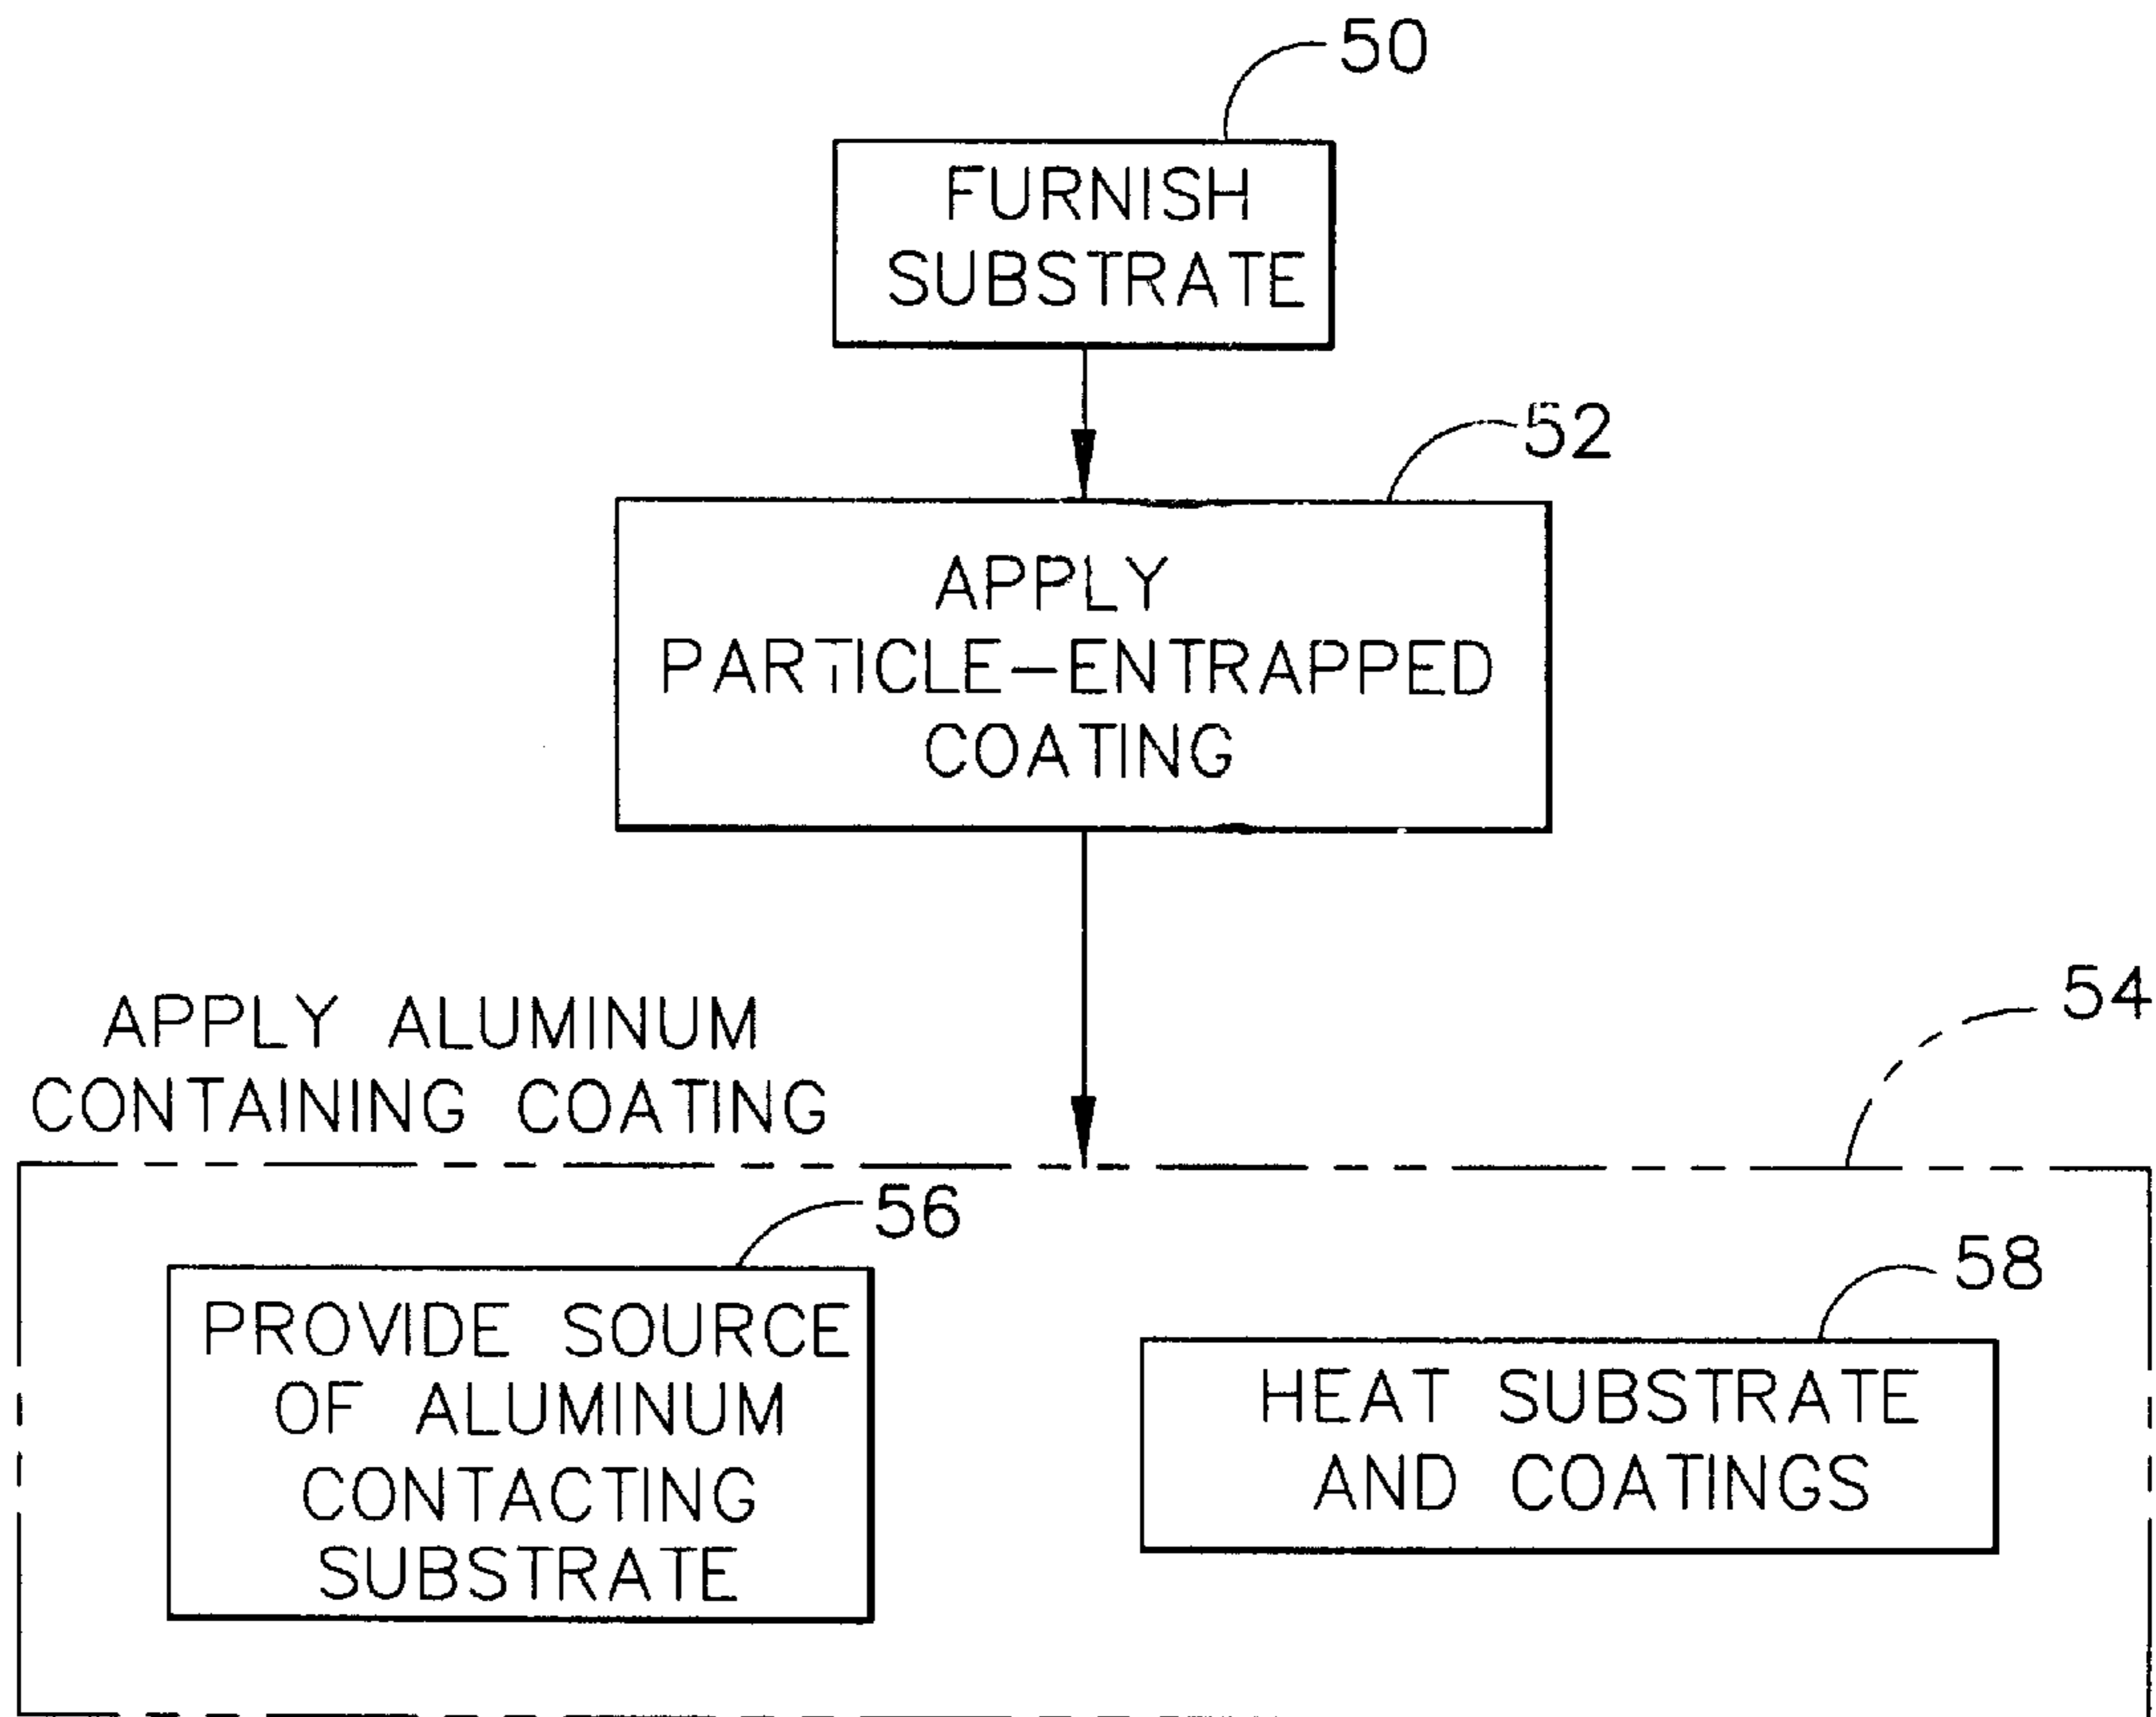 50
FURNISH
SUBSTRATE
52
APPLY
PARTICLE-ENTRAPPED
COATING
54
APPLY ALUMINUM
CONTAINING COATING
56
PROVIDE SOURCE
OF ALUMINUM
CONTACTING
SUBSTRATE
58
HEAT SUBSTRATE
AND COATINGS